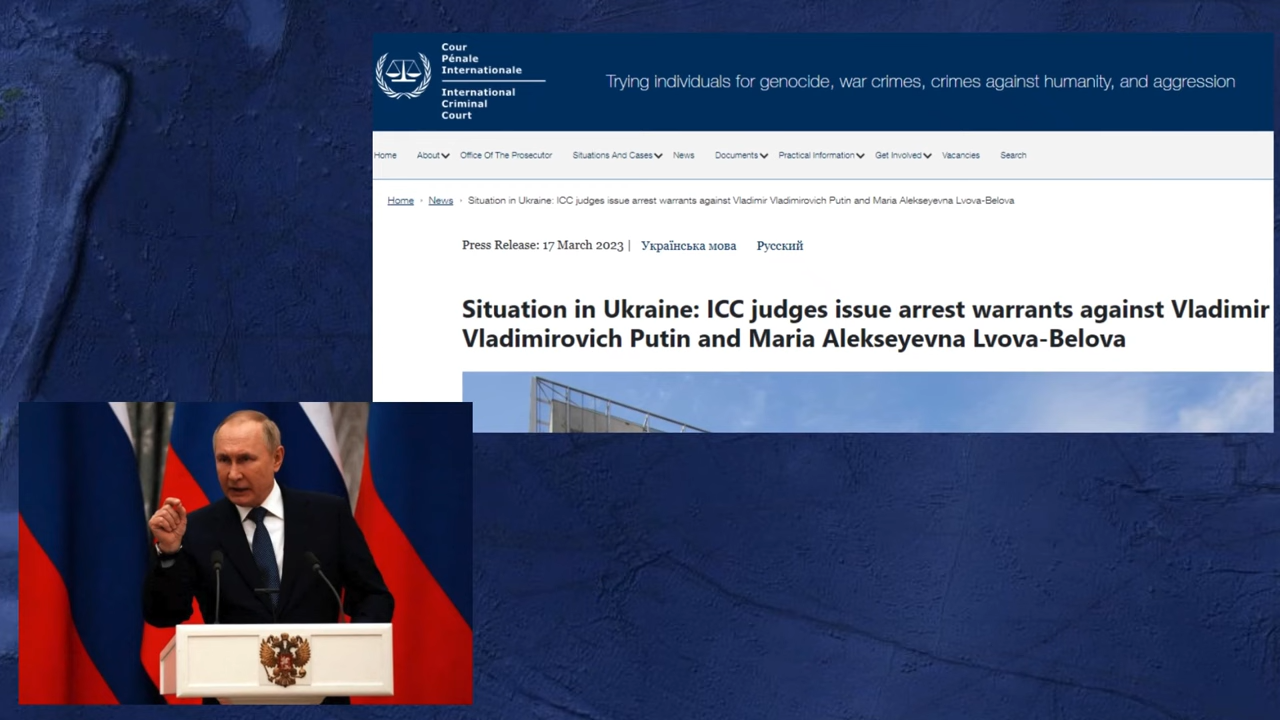 Cour
Pénale
Internationale
International
Criminal
Court
Trying individuals for genocide, war crimes, crimes against humanity, and aggression
Home About Office Of The Prosecutor Situations And Cases News Documents Practical Information Get Involved Vacancies Search
Home › News › Situation in Ukraine: ICC judges issue arrest warrants against Vladimir Vladimirovich Putin and Maria Alekseyevna Lvova-Belova
Press Release: 17 March 2023 | Українська мова Русский
Situation in Ukraine: ICC judges issue arrest warrants against Vladimir
Vladimirovich Putin and Maria Alekseyevna Lvova-Belova